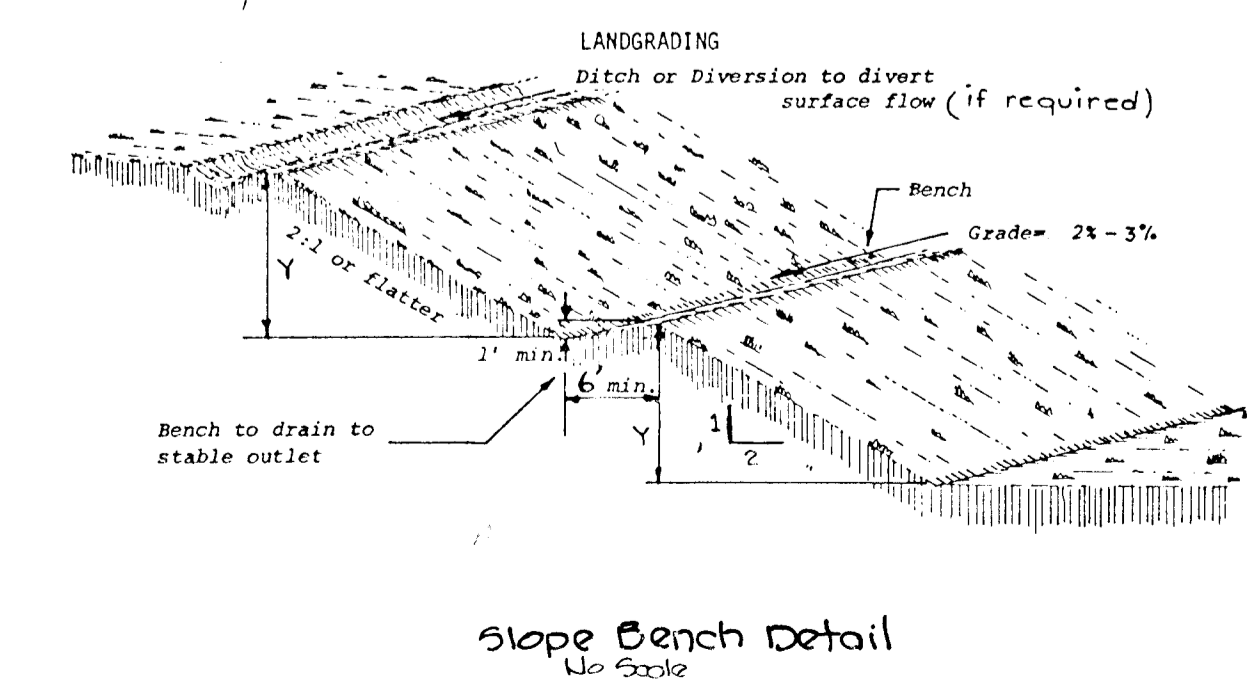 LANDGRADING
Ditch or Diversion to divert
surface flow (if required)
Bench
Grade= 2% - 3%
2:1 or flatter
Y
1' min.
6' min.
Bench to drain to
stable outlet
Y
1
2
Slope Bench Detail
No Scale